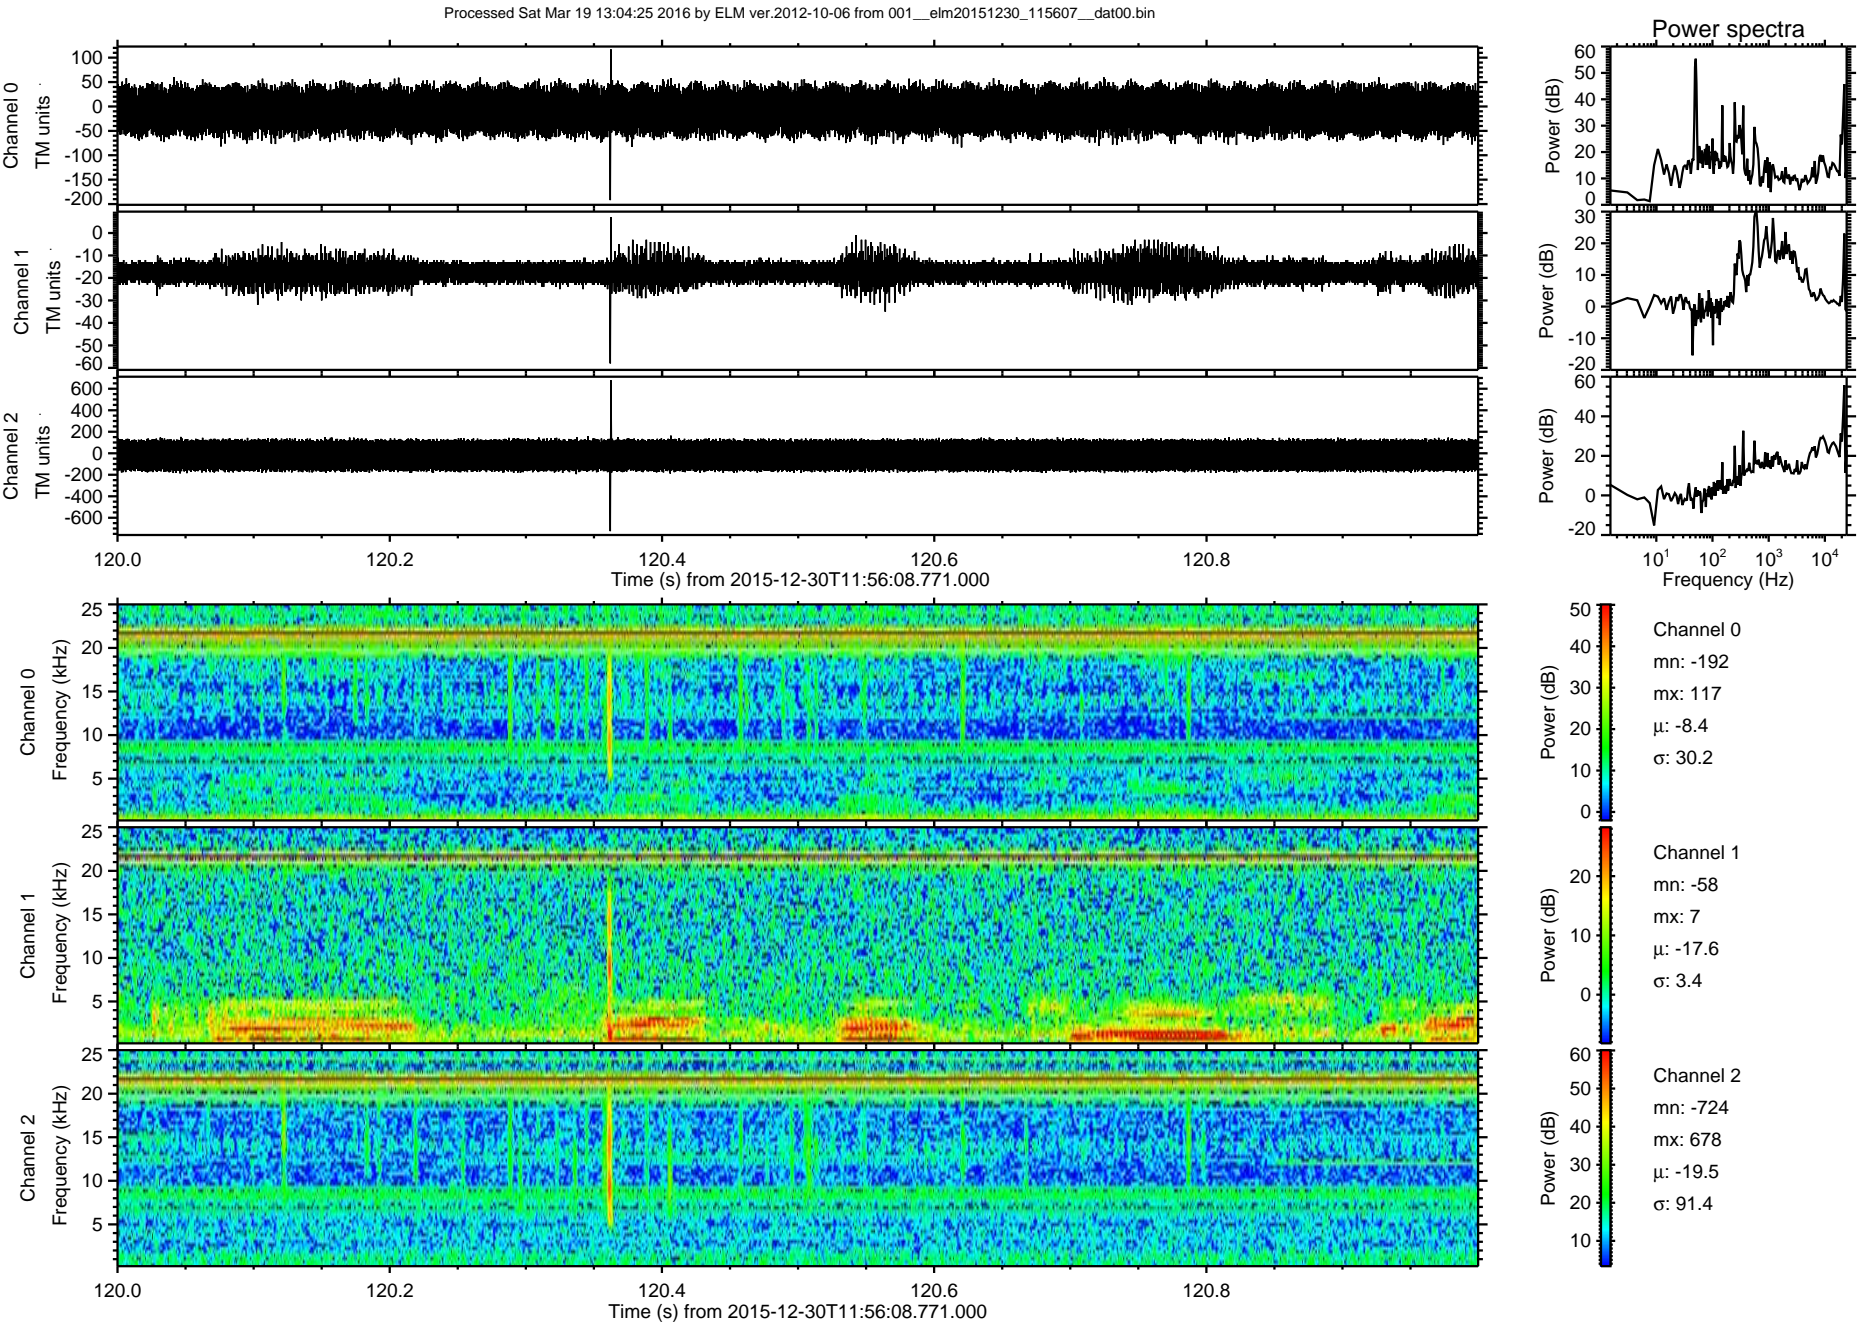 Processed Sat Mar 19 13:04:25 2016 by ELM ver.2012-10-06 from 001__elm20151230_115607__dat00.bin
Power spectra
Channel 0
TM units
100
50
0
-50
-100
-150
-200
Power (dB)
60
50
40
30
20
10
0
Channel 1
TM units
0
-10
-20
-30
-40
-50
-60
Power (dB)
30
20
10
0
-10
-20
Channel 2
TM units
600
400
200
0
-200
-400
-600
Power (dB)
60
40
20
0
-20
120.0 120.2 120.4 120.6 120.8
Time (s) from 2015-12-30T11:56:08.771.000
10¹ 10² 10³ 10⁴
Frequency (Hz)
Channel 0
Frequency (kHz)
25
20
15
10
5
Power (dB)
50
40
30
20
10
0
Channel 0
mn: -192
mx: 117
μ: -8.4
σ: 30.2
Channel 1
Frequency (kHz)
25
20
15
10
5
Power (dB)
20
10
0
Channel 1
mn: -58
mx: 7
μ: -17.6
σ: 3.4
Channel 2
Frequency (kHz)
25
20
15
10
5
Power (dB)
60
50
40
30
20
10
Channel 2
mn: -724
mx: 678
μ: -19.5
σ: 91.4
120.0 120.2 120.4 120.6 120.8
Time (s) from 2015-12-30T11:56:08.771.000